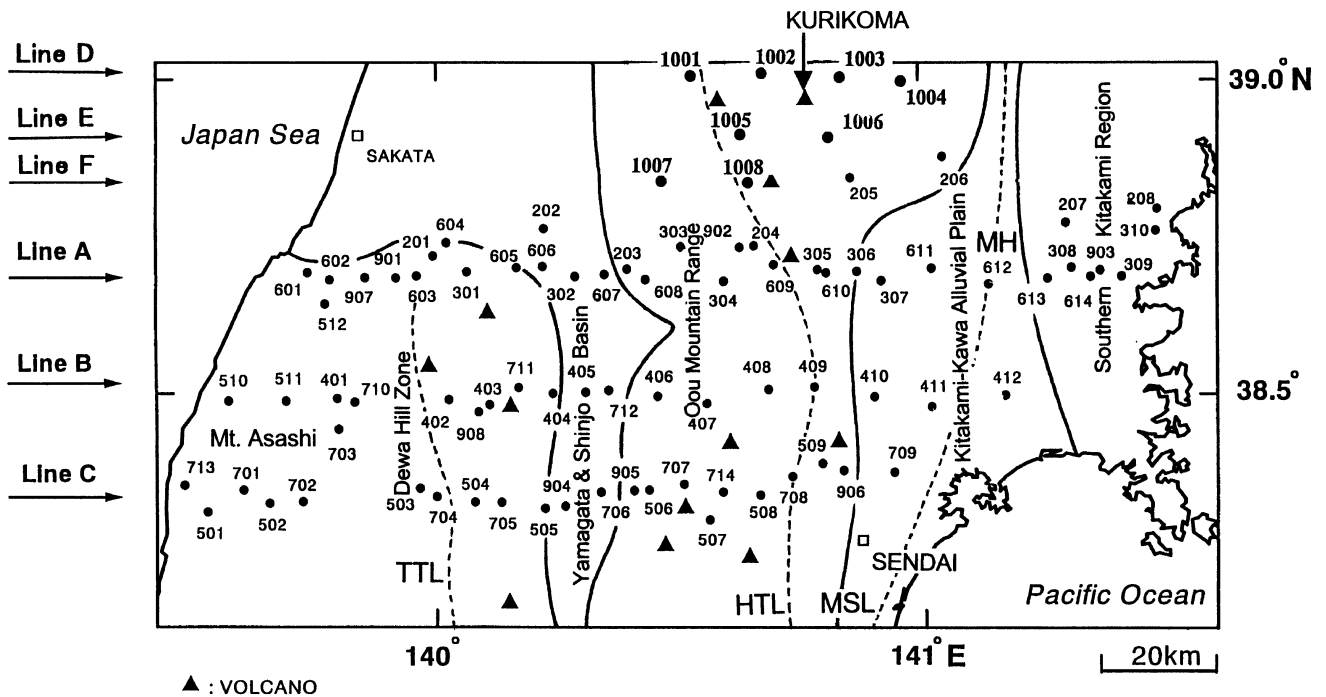 KURIKOMA
Line D
1001 1002 1003
39.0°N
1004
Line E
Japan Sea
SAKATA
1005 1006
Line F
1007 1008
205 206
Kitakami Region
Southern
207 208
310
202
604
201
303 902 204
Oou Mountain Range
Kitakami-Kawa Alluvial Plain
MH
Line A
602 901 605 606 203 305 306 611 612 308 903 309
601 907 603 301 302 607 608 304 609 610 307 613 614
512
Yamagata & Shinjo Basin
Dewa Hill Zone
Line B
510 511 401 710 403 711 405 406 408 409 410 411 412
38.5°
402 908 404 712 407
Mt. Asashi
703
509 709
Line C
713 701 702 504 904 905 707 714
501 502 503 704 705 505 706 506 507 508 708 906
SENDAI
TTL HTL MSL
Pacific Ocean
140° 141°E
20km
▲ : VOLCANO